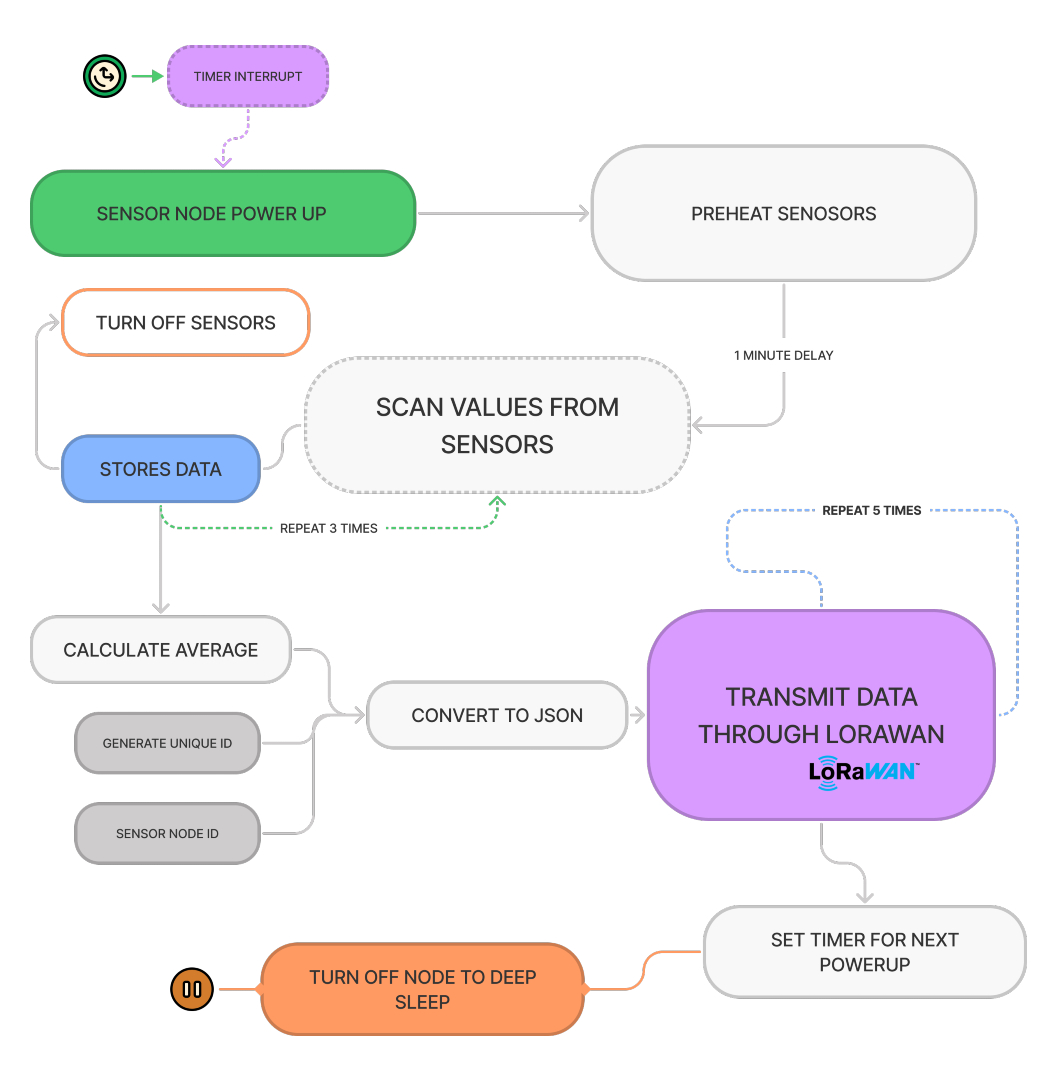 TIMER INTERRUPT
SENSOR NODE POWER UP
PREHEAT SENOSORS
TURN OFF SENSORS
1 MINUTE DELAY
SCAN VALUES FROM
SENSORS
STORES DATA
REPEAT 3 TIMES
REPEAT 5 TIMES
CALCULATE AVERAGE
GENERATE UNIQUE ID
SENSOR NODE ID
CONVERT TO JSON
TRANSMIT DATA
THROUGH LORAWAN
LoRaWAN™
SET TIMER FOR NEXT
POWERUP
TURN OFF NODE TO DEEP
SLEEP